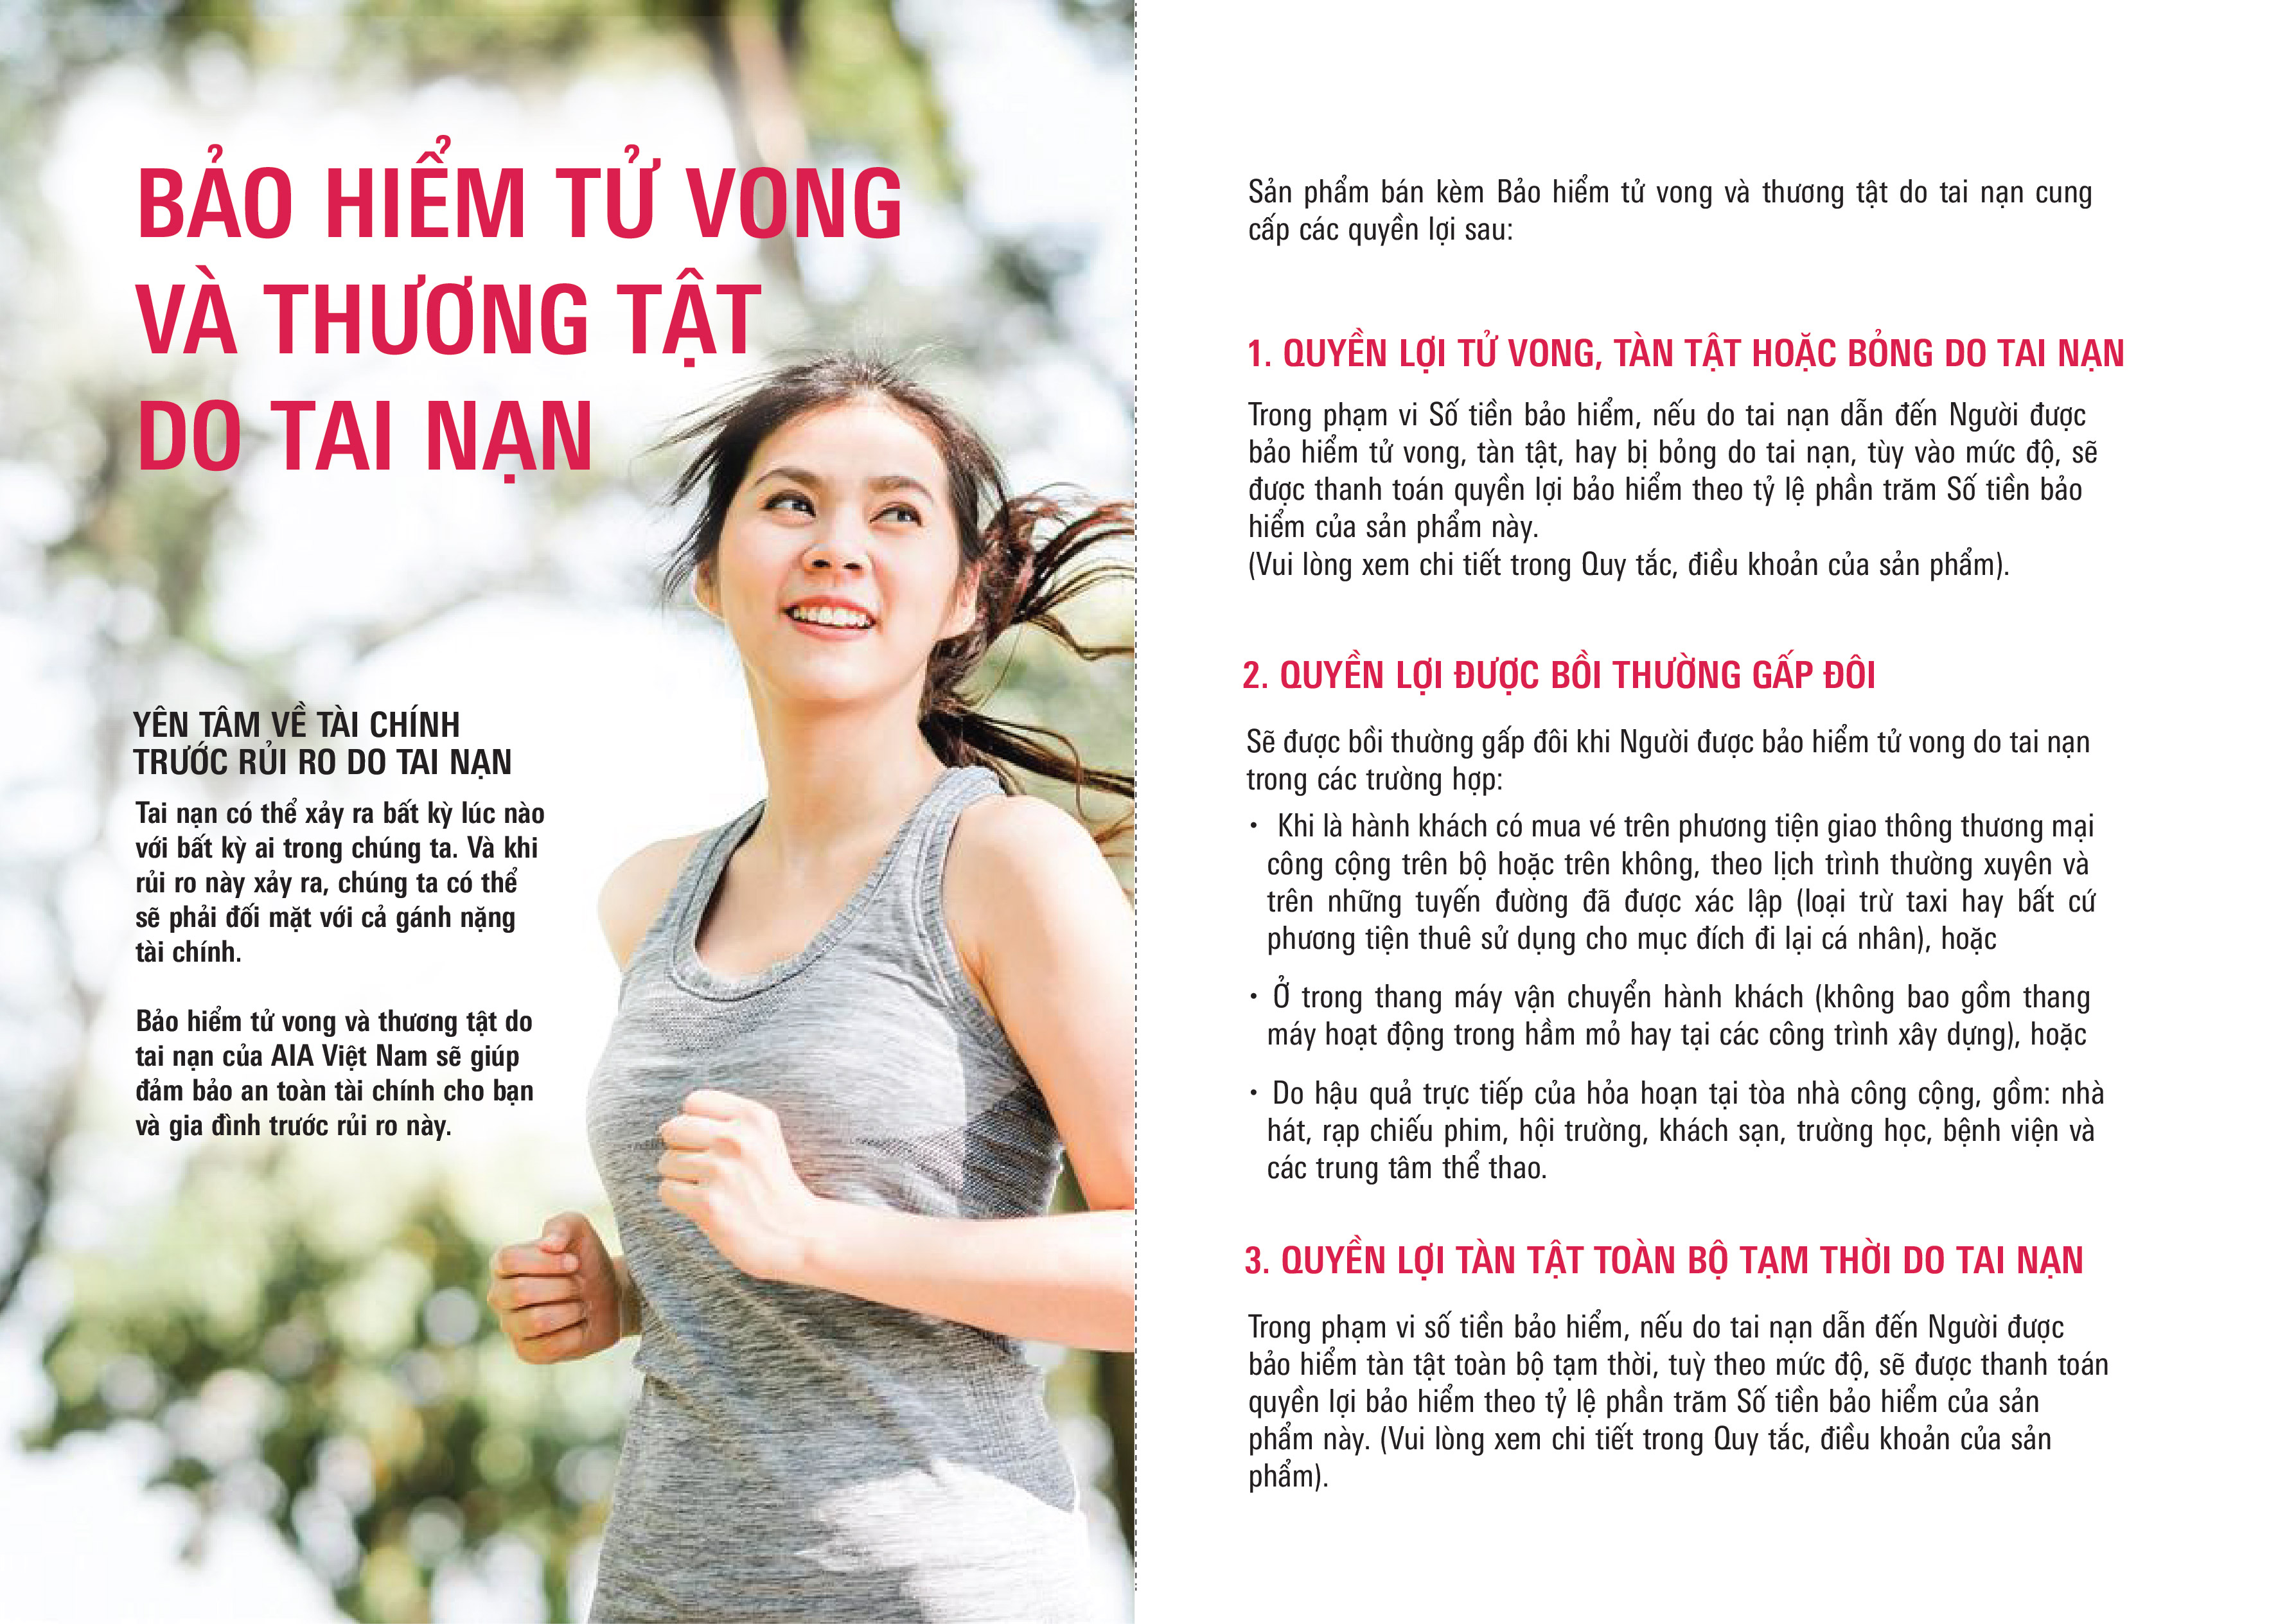 BẢO HIỂM TỬ VONG
VÀ THƯƠNG TẬT
DO TAI NẠN
YÊN TÂM VỀ TÀI CHÍNH
TRƯỚC RỦI RO DO TAI NẠN
Tai nạn có thể xảy ra bất kỳ lúc nào
với bất kỳ ai trong chúng ta. Và khi
rủi ro này xảy ra, chúng ta có thể
sẽ phải đối mặt với cả gánh nặng
tài chính.
Bảo hiểm tử vong và thương tật do
tai nạn của AIA Việt Nam sẽ giúp
đảm bảo an toàn tài chính cho bạn
và gia đình trước rủi ro này.
Sản phẩm bán kèm Bảo hiểm tử vong và thương tật do tai nạn cung
cấp các quyền lợi sau:
1. QUYỀN LỢI TỬ VONG, TÀN TẬT HOẶC BỎNG DO TAI NẠN
Trong phạm vi Số tiền bảo hiểm, nếu do tai nạn dẫn đến Người được
bảo hiểm tử vong, tàn tật, hay bị bỏng do tai nạn, tùy vào mức độ, sẽ
được thanh toán quyền lợi bảo hiểm theo tỷ lệ phần trăm Số tiền bảo
hiểm của sản phẩm này.
(Vui lòng xem chi tiết trong Quy tắc, điều khoản của sản phẩm).
2. QUYỀN LỢI ĐƯỢC BỒI THƯỜNG GẤP ĐÔI
Sẽ được bồi thường gấp đôi khi Người được bảo hiểm tử vong do tai nạn
trong các trường hợp:
• Khi là hành khách có mua vé trên phương tiện giao thông thương mại
công cộng trên bộ hoặc trên không, theo lịch trình thường xuyên và
trên những tuyến đường đã được xác lập (loại trừ taxi hay bất cứ
phương tiện thuê sử dụng cho mục đích đi lại cá nhân), hoặc
• Ở trong thang máy vận chuyển hành khách (không bao gồm thang
máy hoạt động trong hầm mỏ hay tại các công trình xây dựng), hoặc
• Do hậu quả trực tiếp của hỏa hoạn tại tòa nhà công cộng, gồm: nhà
hát, rạp chiếu phim, hội trường, khách sạn, trường học, bệnh viện và
các trung tâm thể thao.
3. QUYỀN LỢI TÀN TẬT TOÀN BỘ TẠM THỜI DO TAI NẠN
Trong phạm vi số tiền bảo hiểm, nếu do tai nạn dẫn đến Người được
bảo hiểm tàn tật toàn bộ tạm thời, tuỳ theo mức độ, sẽ được thanh toán
quyền lợi bảo hiểm theo tỷ lệ phần trăm Số tiền bảo hiểm của sản
phẩm này. (Vui lòng xem chi tiết trong Quy tắc, điều khoản của sản
phẩm).